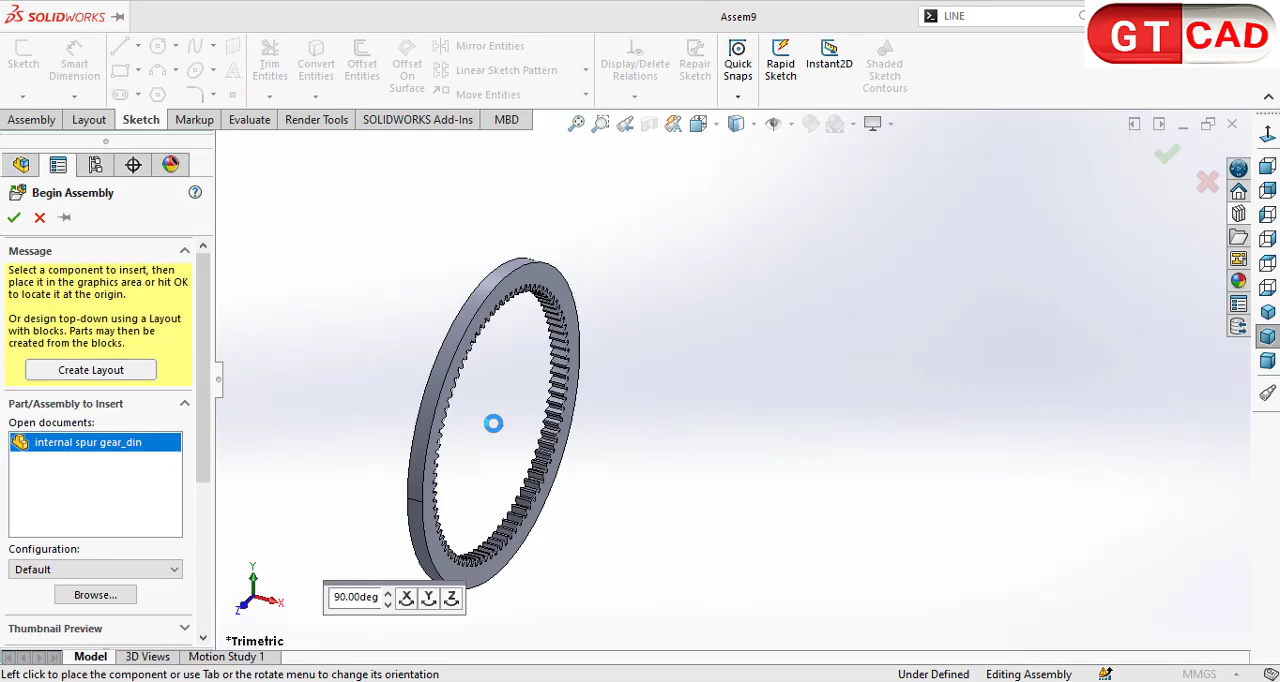 SOLIDWORKS
Assem9
LINE
GT CAD
Sketch
Smart Dimension
Trim Entities
Convert Entities
Offset Entities
Offset On Surface
Mirror Entities
Linear Sketch Pattern
Move Entities
Display/Delete Relations
Repair Sketch
Quick Snaps
Rapid Sketch
Instant2D
Shaded Sketch Contours
Assembly
Layout
Sketch
Markup
Evaluate
Render Tools
SOLIDWORKS Add-Ins
MBD
Begin Assembly
Message
Select a component to insert, then
place it in the graphics area or hit OK
to locate it at the origin.
Or design top-down using a Layout
with blocks. Parts may then be
created from the blocks.
Create Layout
Part/Assembly to Insert
Open documents:
internal spur gear_din
Configuration:
Default
Browse...
Thumbnail Preview
90.00deg
X Y Z
Y
X
Z
*Trimetric
Model
3D Views
Motion Study 1
Left click to place the component or use Tab or the rotate menu to change its orientation
Under Defined
Editing Assembly
MMGS